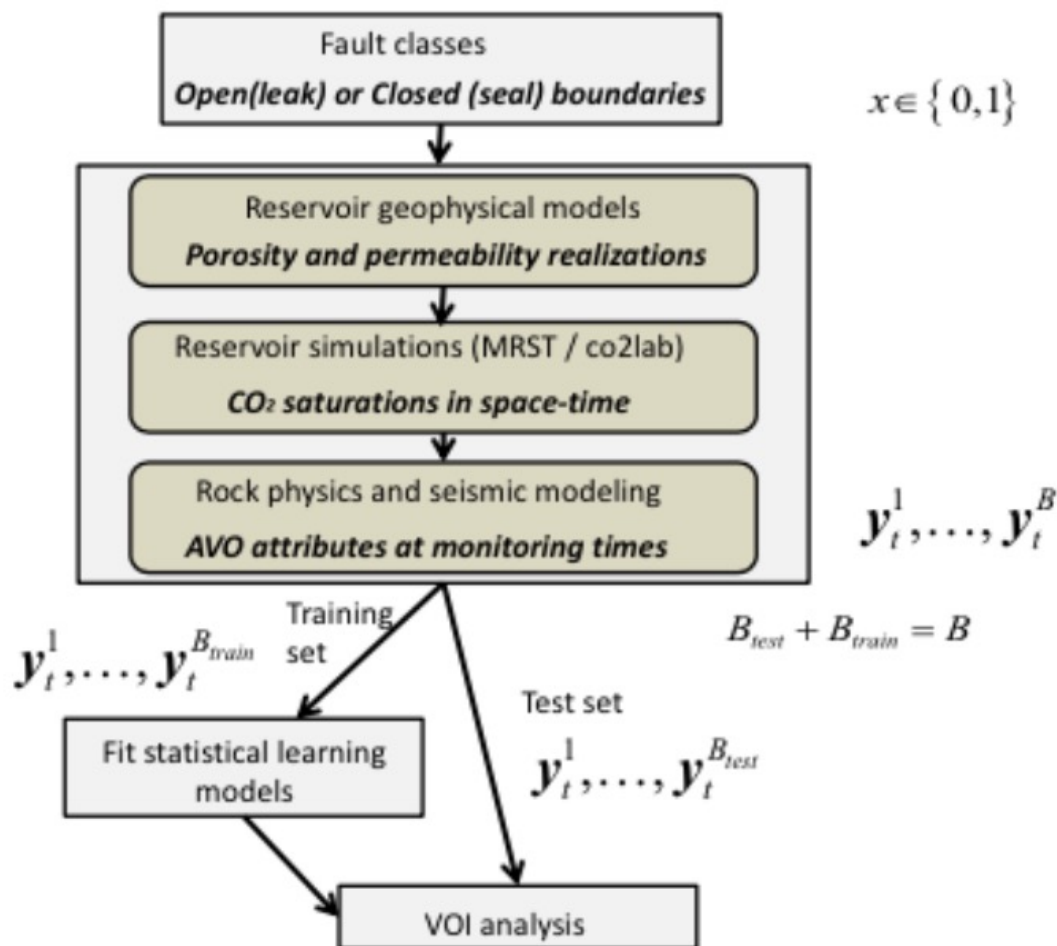 Fault classes
Open(leak) or Closed (seal) boundaries
x ∈ { 0,1}
Reservoir geophysical models
Porosity and permeability realizations
Reservoir simulations (MRST / co2lab)
CO₂ saturations in space-time
Rock physics and seismic modeling
AVO attributes at monitoring times
y_t^1,..., y_t^B
B_test + B_train = B
Training
set
y_t^1,..., y_t^{B_train}
Test set
y_t^1,..., y_t^{B_test}
Fit statistical learning
models
VOI analysis